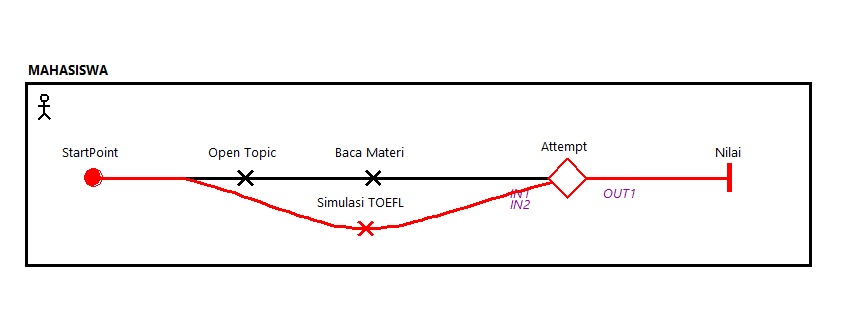 MAHASISWA
StartPoint
Open Topic
Baca Materi
Attempt
Nilai
Simulasi TOEFL
IN1
IN2
OUT1